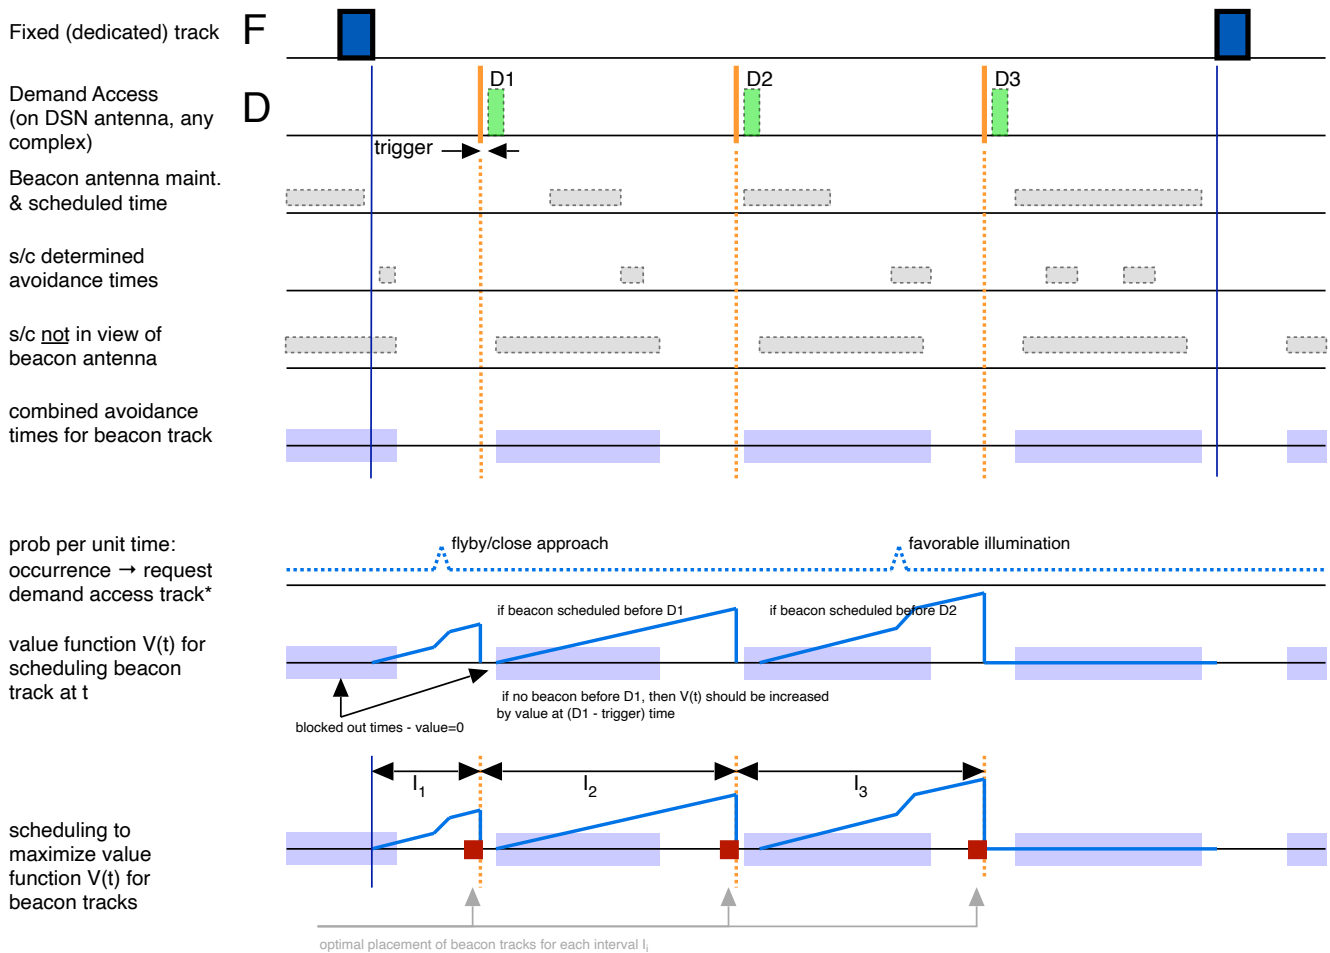 Fixed (dedicated) track
F
Demand Access
(on DSN antenna, any
complex)
D
D1
D2
D3
trigger
Beacon antenna maint.
& scheduled time
s/c determined
avoidance times
s/c not in view of
beacon antenna
combined avoidance
times for beacon track
prob per unit time:
occurrence → request
demand access track*
flyby/close approach
favorable illumination
value function V(t) for
scheduling beacon
track at t
if beacon scheduled before D1
if beacon scheduled before D2
if no beacon before D1, then V(t) should be increased
by value at (D1 - trigger) time
blocked out times - value=0
I1
I2
I3
scheduling to
maximize value
function V(t) for
beacon tracks
optimal placement of beacon tracks for each interval Ii